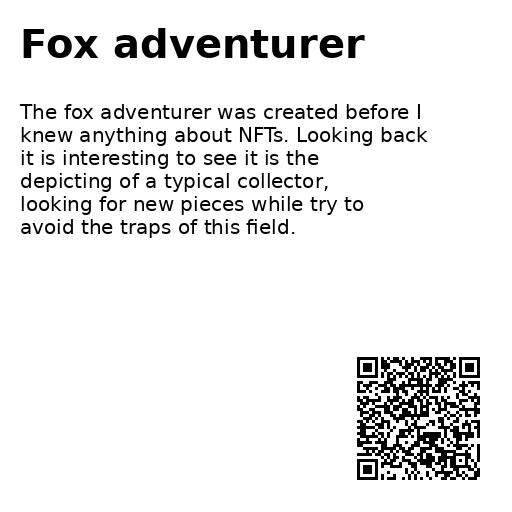 Fox adventurer
The fox adventurer was created before I
knew anything about NFTs. Looking back
it is interesting to see it is the
depicting of a typical collector,
looking for new pieces while try to
avoid the traps of this field.